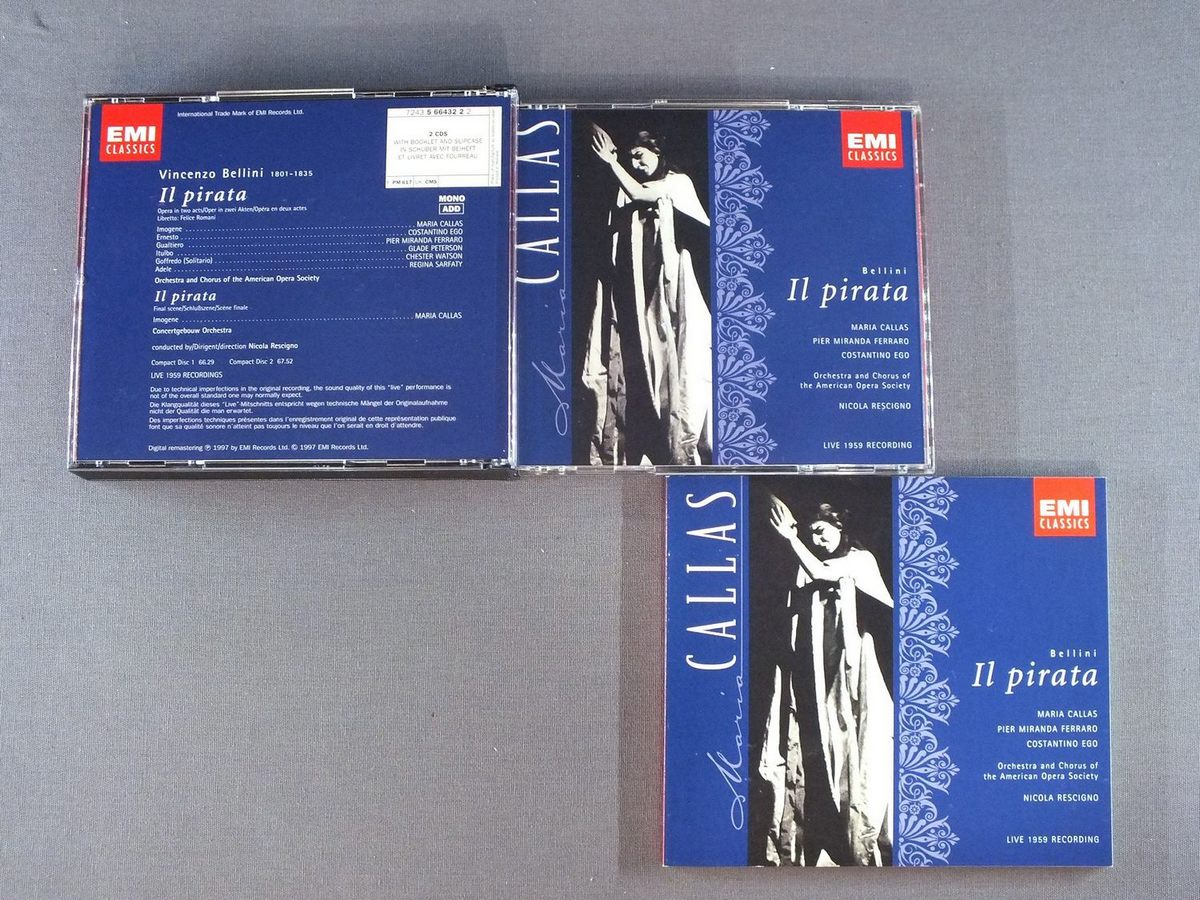 EMI
CLASSICS
International Trade Mark of EMI Records Ltd.
7243 5 66432 2 2
2 CDS
WITH BOOKLET AND SLIPCASE
IN SCHUBER MIT BEIHEFT
ET LIVRET AVEC FOURREAU
PM 617 CMS
Vincenzo Bellini 1801-1835
Il pirata
Opera in two acts/Oper in zwei Akten/Opéra en deux actes
Libretto: Felice Romani
MONO
ADD
Imogene MARIA CALLAS
Ernesto COSTANTINO EGO
Gualtiero PIER MIRANDA FERRARO
Itulbo GLADE PETERSON
Goffredo (Solitario) CHESTER WATSON
Adele REGINA SARFATY
Orchestra and Chorus of the American Opera Society
Il pirata
Final scene/Schlußszene/Scène finale
Imogene MARIA CALLAS
Concertgebouw Orchestra
conducted by/Dirigent/direction Nicola Rescigno
Compact Disc 1 66.29 Compact Disc 2 67.52
LIVE 1959 RECORDINGS
Due to technical imperfections in the original recording, the sound quality of this "live" performance is
not of the overall standard one may normally expect.
Die Klangqualität dieses "Live"-Mitschnitts entspricht wegen technische Mängel der Originalaufnahme
nicht der Qualität die man erwartet.
Des imperfections techniques présentes dans l'enregistrement original de cette représentation publique
font que sa qualité sonore n'atteint pas toujours le niveau que l'on serait en droit d'attendre.
Digital remastering ℗ 1997 by EMI Records Ltd. © 1997 EMI Records Ltd.
Maria CALLAS
EMI
CLASSICS
Bellini
Il pirata
MARIA CALLAS
PIER MIRANDA FERRARO
COSTANTINO EGO
Orchestra and Chorus of
the American Opera Society
NICOLA RESCIGNO
LIVE 1959 RECORDING
Maria CALLAS
EMI
CLASSICS
Bellini
Il pirata
MARIA CALLAS
PIER MIRANDA FERRARO
COSTANTINO EGO
Orchestra and Chorus of
the American Opera Society
NICOLA RESCIGNO
LIVE 1959 RECORDING